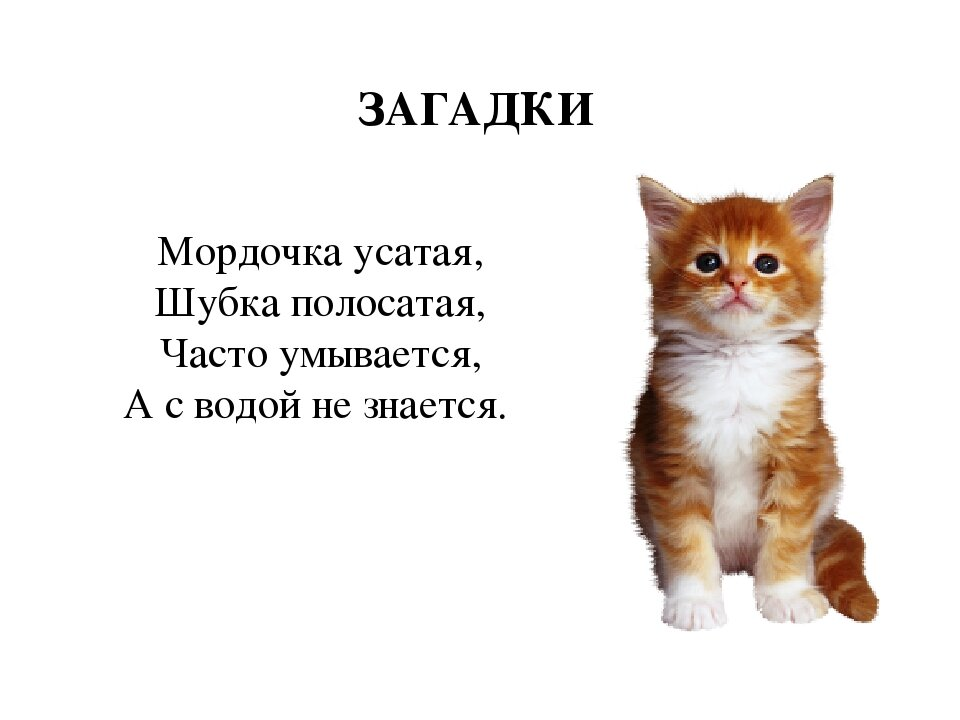 ЗАГАДКИ
Мордочка усатая,
Шубка полосатая,
Часто умывается,
А с водой не знается.